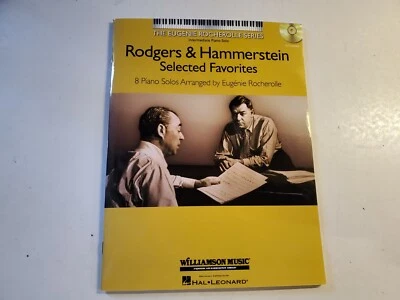 THE EUGÉNIE ROCHEROLLE SERIES
Intermediate Piano Solo
Rodgers & Hammerstein
Selected Favorites
8 Piano Solos Arranged by Eugénie Rocherolle
WILLIAMSON MUSIC®
HAL•LEONARD®